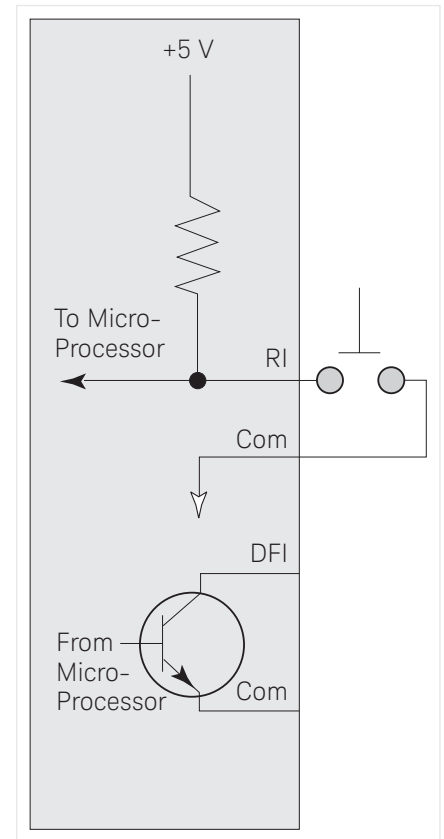 +5 V
To Micro-
Processor
RI
Com
DFI
From
Micro-
Processor
Com